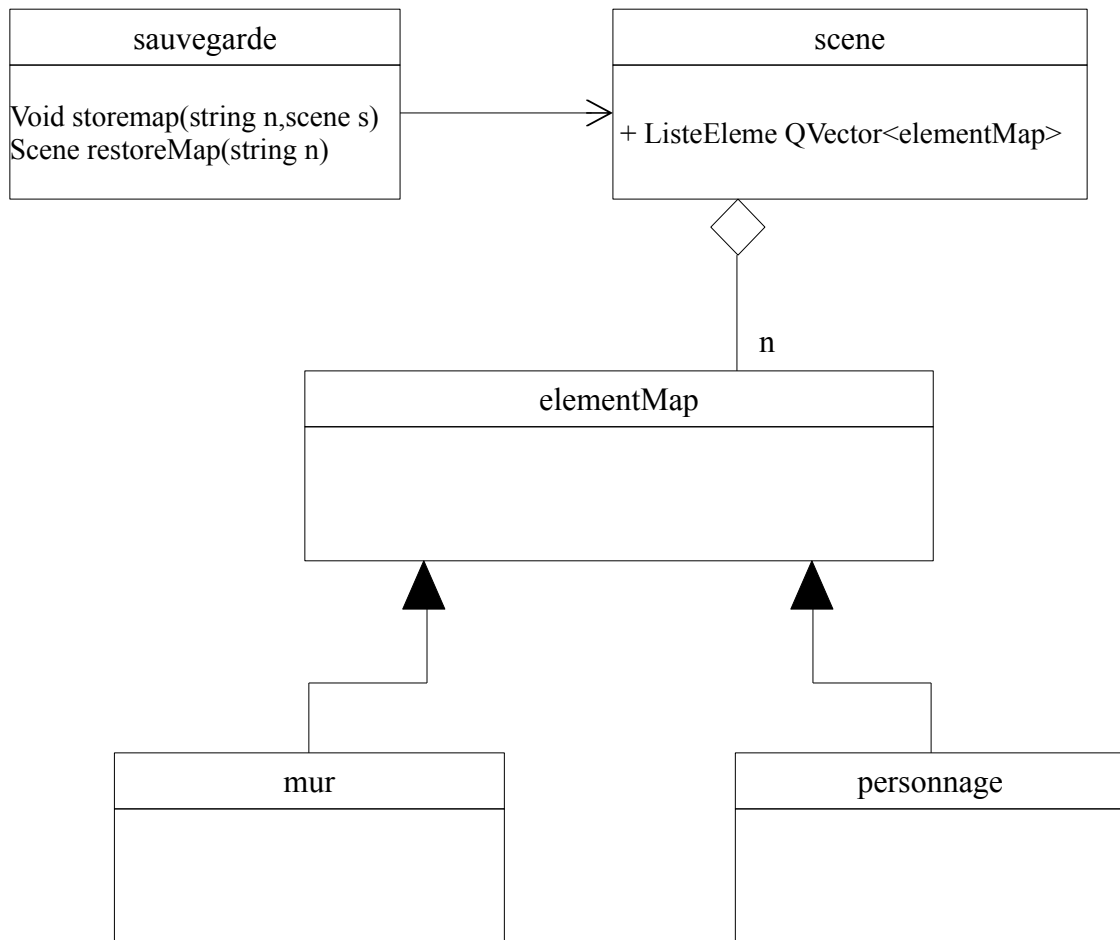 sauvegarde
Void storemap(string n,scene s)
Scene restoreMap(string n)
scene
+ ListeEleme QVector<elementMap>
n
elementMap
mur
personnage